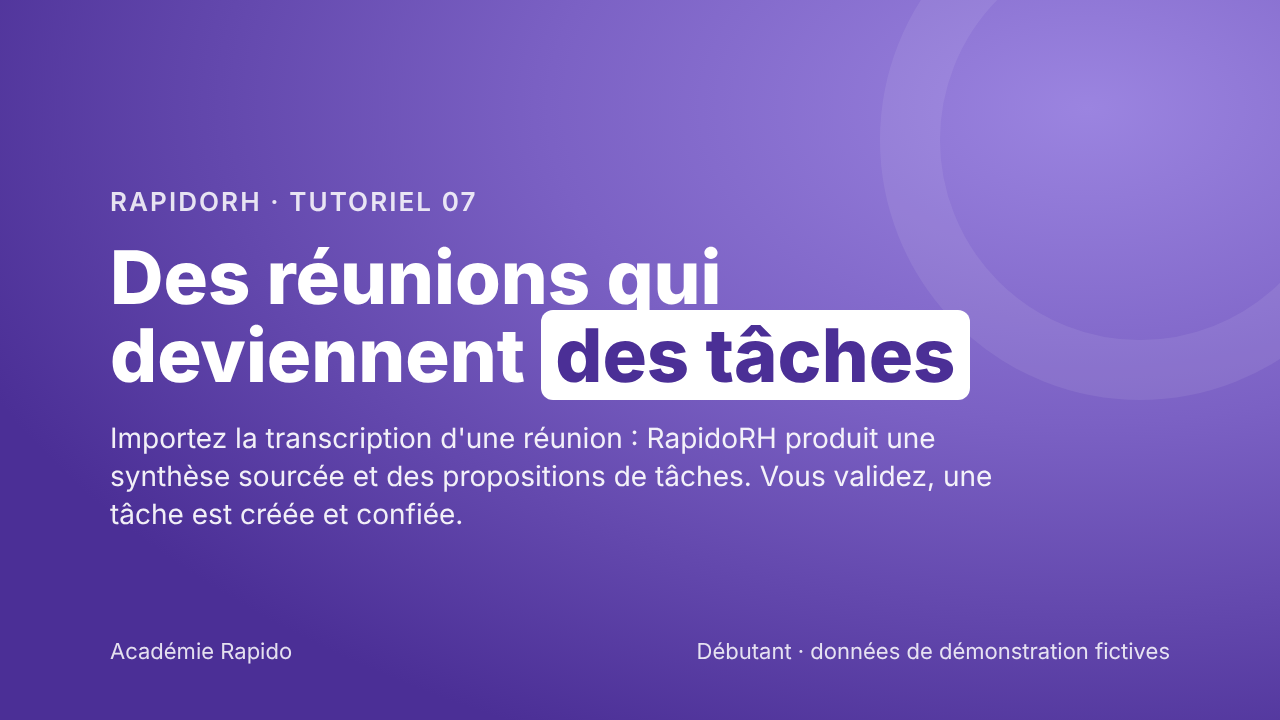 RAPIDORH · TUTORIEL 07
Des réunions qui
deviennent des tâches
Importez la transcription d'une réunion : RapidoRH produit une
synthèse sourcée et des propositions de tâches. Vous validez, une
tâche est créée et confiée.
Académie Rapido
Débutant · données de démonstration fictives